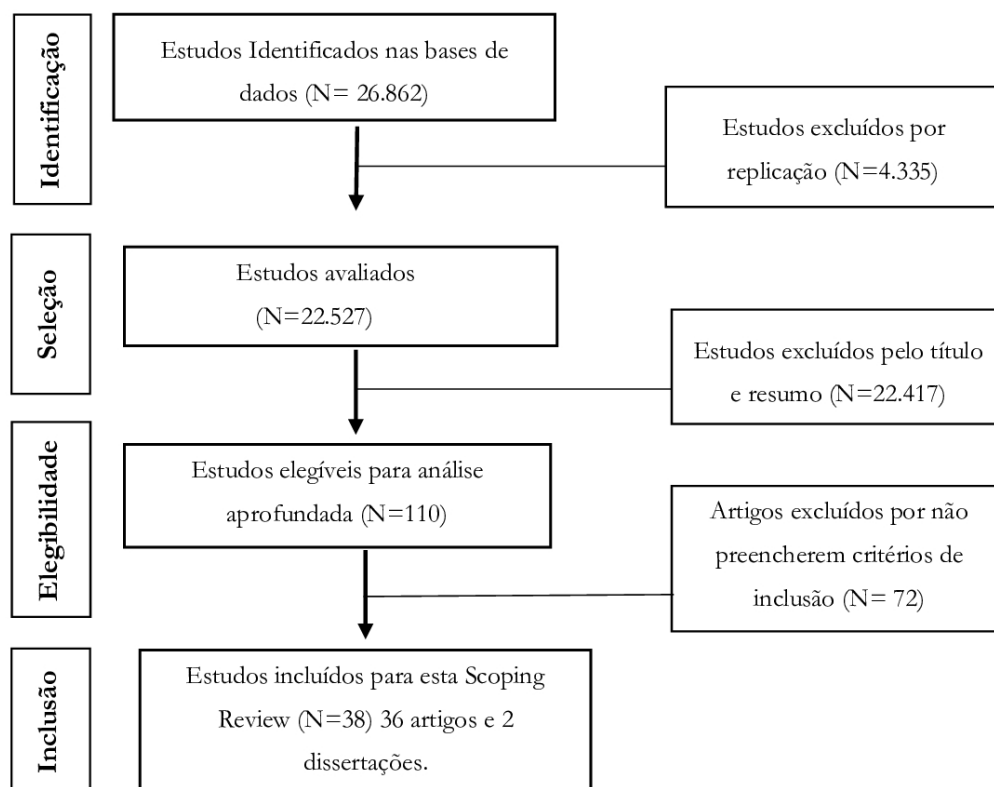 Identificação
Estudos Identificados nas bases de
dados (N= 26.862)
Estudos excluídos por
replicação (N=4.335)
Seleção
Estudos avaliados
(N=22.527)
Estudos excluídos pelo título
e resumo (N=22.417)
Elegibilidade
Estudos elegíveis para análise
aprofundada (N=110)
Artigos excluídos por não
preencherem critérios de
inclusão (N= 72)
Inclusão
Estudos incluídos para esta Scoping
Review (N=38) 36 artigos e 2
dissertações.